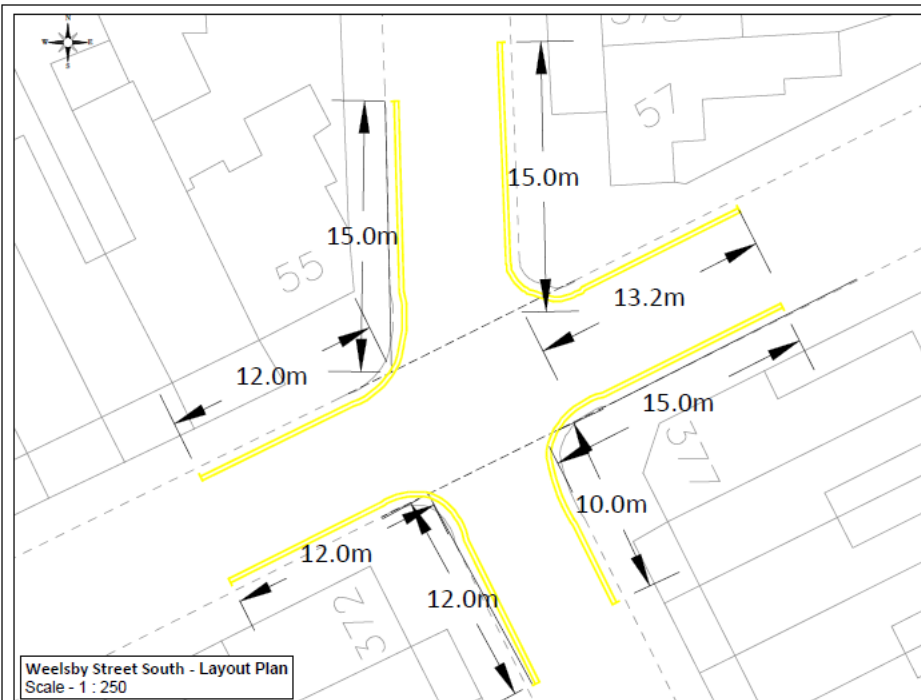 N
W E
S
57
15.0m
15.0m
55
13.2m
12.0m
15.0m
377
10.0m
12.0m
12.0m
372
Weelsby Street South - Layout Plan
Scale - 1 : 250